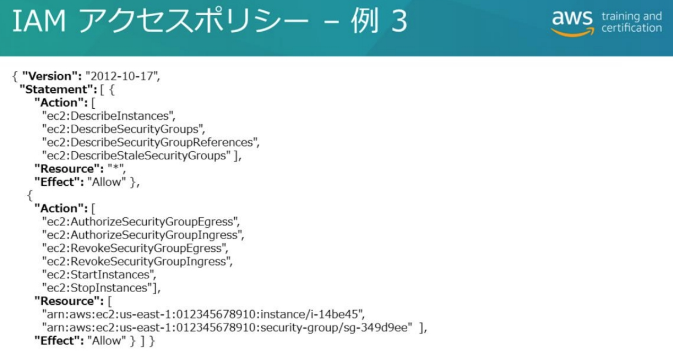 IAM アクセスポリシー – 例 3
aws training and certification
{ "Version": "2012-10-17",
"Statement": [ {
"Action": [
"ec2:DescribeInstances",
"ec2:DescribeSecurityGroups",
"ec2:DescribeSecurityGroupReferences",
"ec2:DescribeStaleSecurityGroups" ],
"Resource": "*",
"Effect": "Allow" },
{
"Action": [
"ec2:AuthorizeSecurityGroupEgress",
"ec2:AuthorizeSecurityGroupIngress",
"ec2:RevokeSecurityGroupEgress",
"ec2:RevokeSecurityGroupIngress",
"ec2:StartInstances",
"ec2:StopInstances"],
"Resource": [
"arn:aws:ec2:us-east-1:012345678910:instance/i-14be45",
"arn:aws:ec2:us-east-1:012345678910:security-group/sg-349d9ee" ],
"Effect": "Allow" } ] }